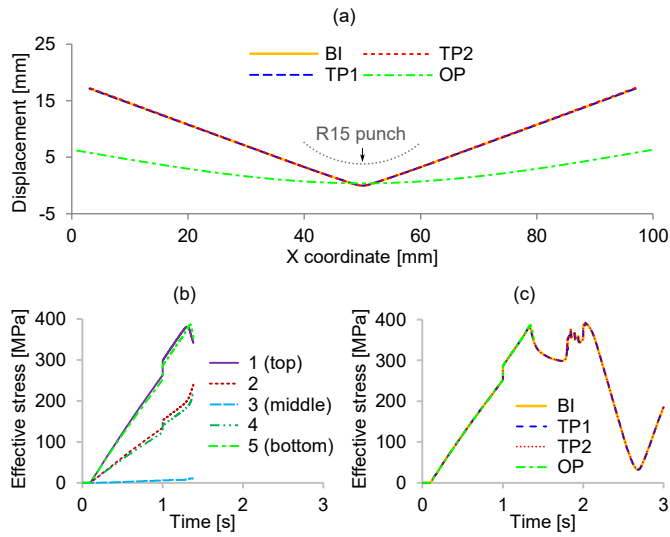 (a)
25
15
5
-5
Displacement [mm]
BI
TP2
TP1
OP
R15 punch
0 20 40 60 80 100
X coordinate [mm]
(b)
400
300
200
100
0
Effective stress [MPa]
1 (top)
2
3 (middle)
4
5 (bottom)
0 1 2 3
Time [s]
(c)
400
300
200
100
0
Effective stress [MPa]
BI
TP1
TP2
OP
0 1 2 3
Time [s]